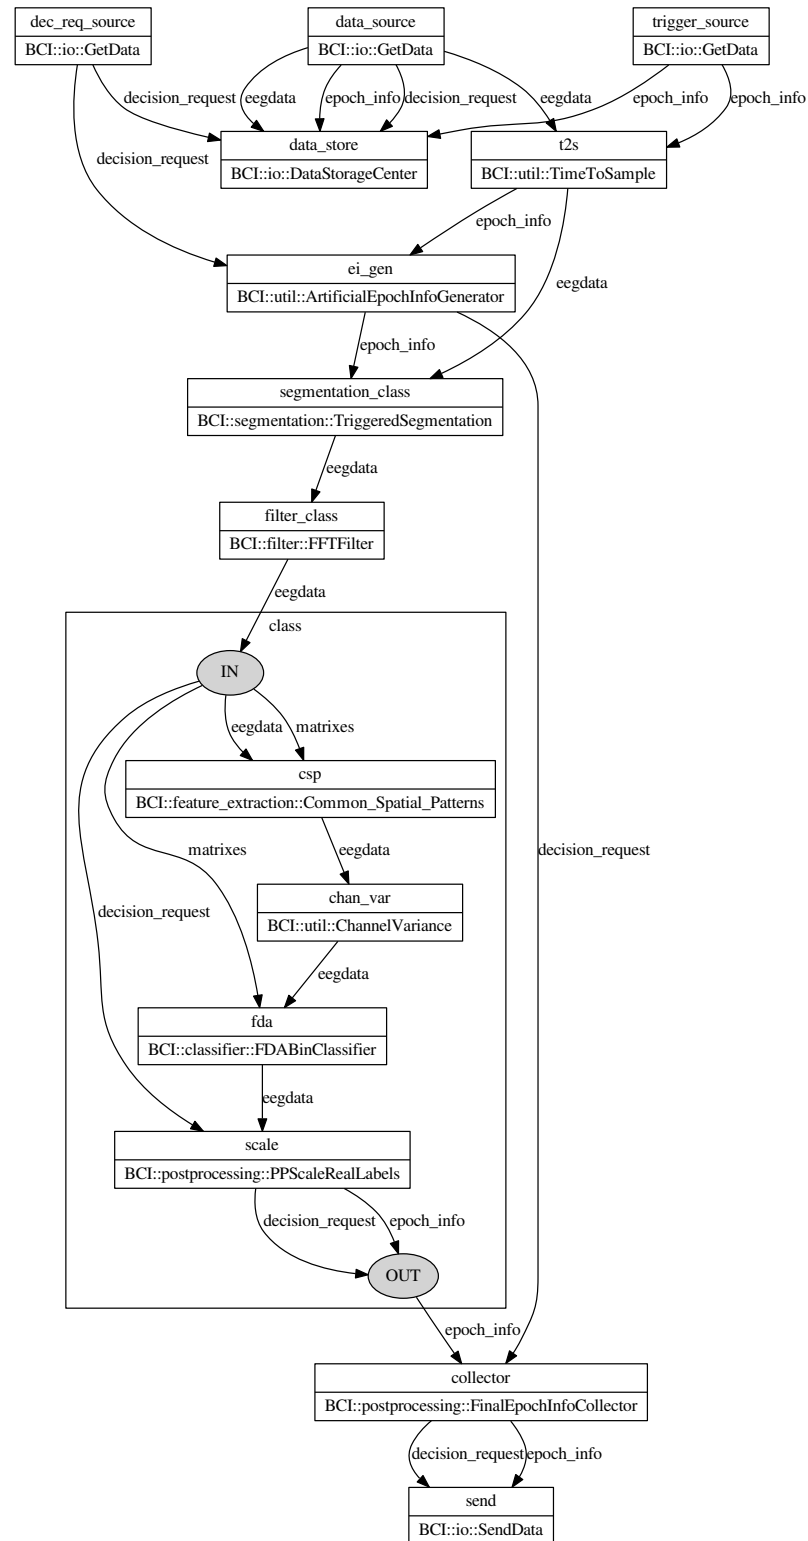 dec_req_source
BCI::io::GetData
data_source
BCI::io::GetData
trigger_source
BCI::io::GetData
decision_request
eegdata
epoch_info
decision_request
eegdata
epoch_info
epoch_info
decision_request
data_store
BCI::io::DataStorageCenter
t2s
BCI::util::TimeToSample
epoch_info
eegdata
ei_gen
BCI::util::ArtificialEpochInfoGenerator
epoch_info
segmentation_class
BCI::segmentation::TriggeredSegmentation
eegdata
filter_class
BCI::filter::FFTFilter
eegdata
class
IN
eegdata
matrixes
csp
BCI::feature_extraction::Common_Spatial_Patterns
matrixes
eegdata
decision_request
chan_var
BCI::util::ChannelVariance
decision_request
eegdata
fda
BCI::classifier::FDABinClassifier
eegdata
scale
BCI::postprocessing::PPScaleRealLabels
decision_request
epoch_info
OUT
epoch_info
collector
BCI::postprocessing::FinalEpochInfoCollector
decision_request
epoch_info
send
BCI::io::SendData